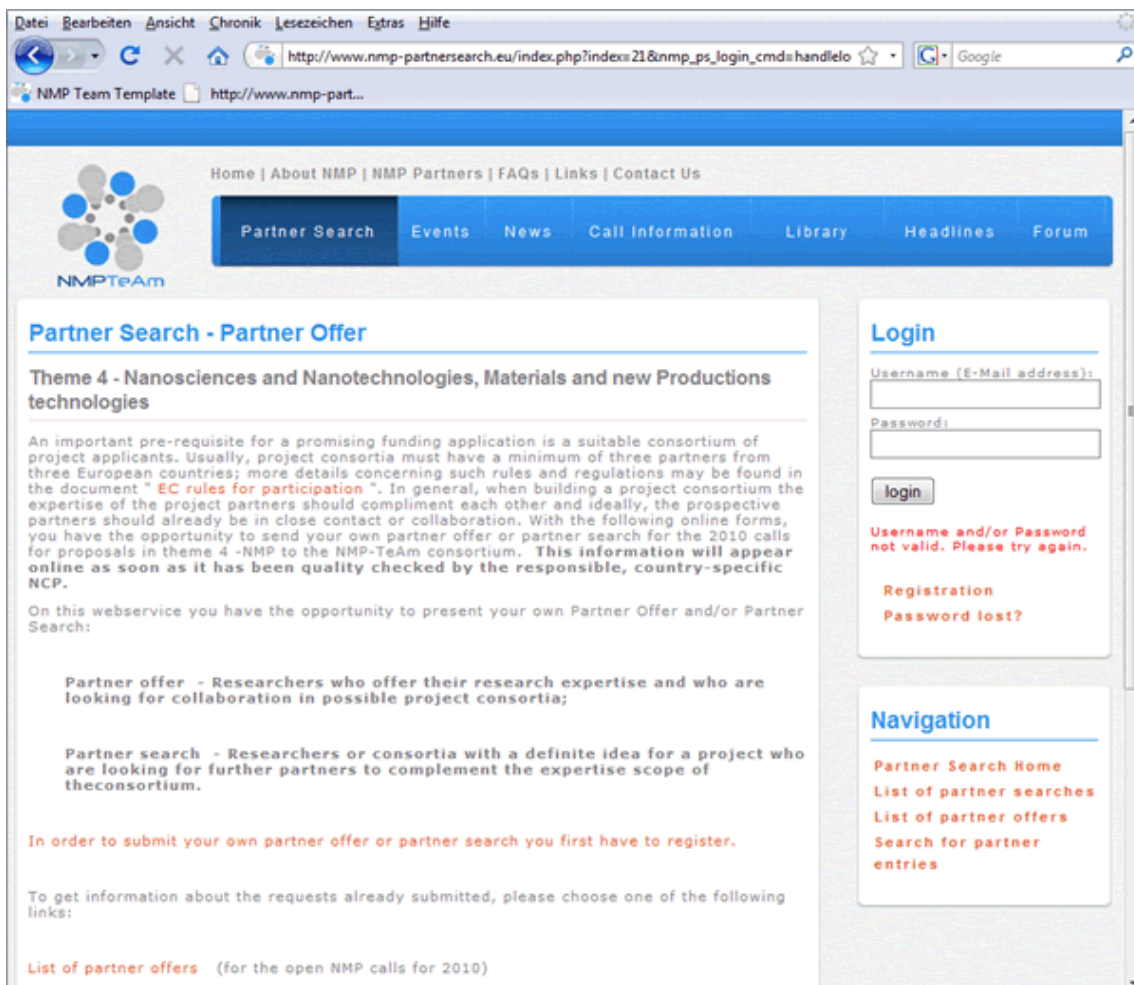 Datei Bearbeiten Ansicht Chronik Lesezeichen Extras Hilfe
http://www.nmp-partnersearch.eu/index.php?index=21&nmp_ps_login_cmd=handlelo
Google
NMP Team Template http://www.nmp-part...
Home | About NMP | NMP Partners | FAQs | Links | Contact Us
Partner Search Events News Call Information Library Headlines Forum
NMPTeAm
Partner Search - Partner Offer
Theme 4 - Nanosciences and Nanotechnologies, Materials and new Productions
technologies
An important pre-requisite for a promising funding application is a suitable consortium of
project applicants. Usually, project consortia must have a minimum of three partners from
three European countries; more details concerning such rules and regulations may be found in
the document " EC rules for participation ". In general, when building a project consortium the
expertise of the project partners should compliment each other and ideally, the prospective
partners should already be in close contact or collaboration. With the following online forms,
you have the opportunity to send your own partner offer or partner search for the 2010 calls
for proposals in theme 4 -NMP to the NMP-TeAm consortium. This information will appear
online as soon as it has been quality checked by the responsible, country-specific
NCP.
On this webservice you have the opportunity to present your own Partner Offer and/or Partner
Search:
Partner offer - Researchers who offer their research expertise and who are
looking for collaboration in possible project consortia;
Partner search - Researchers or consortia with a definite idea for a project who
are looking for further partners to complement the expertise scope of
theconsortium.
In order to submit your own partner offer or partner search you first have to register.
To get information about the requests already submitted, please choose one of the following
links:
List of partner offers (for the open NMP calls for 2010)
Login
Username (E-Mail address):
Password:
login
Username and/or Password
not valid. Please try again.
Registration
Password lost?
Navigation
Partner Search Home
List of partner searches
List of partner offers
Search for partner
entries